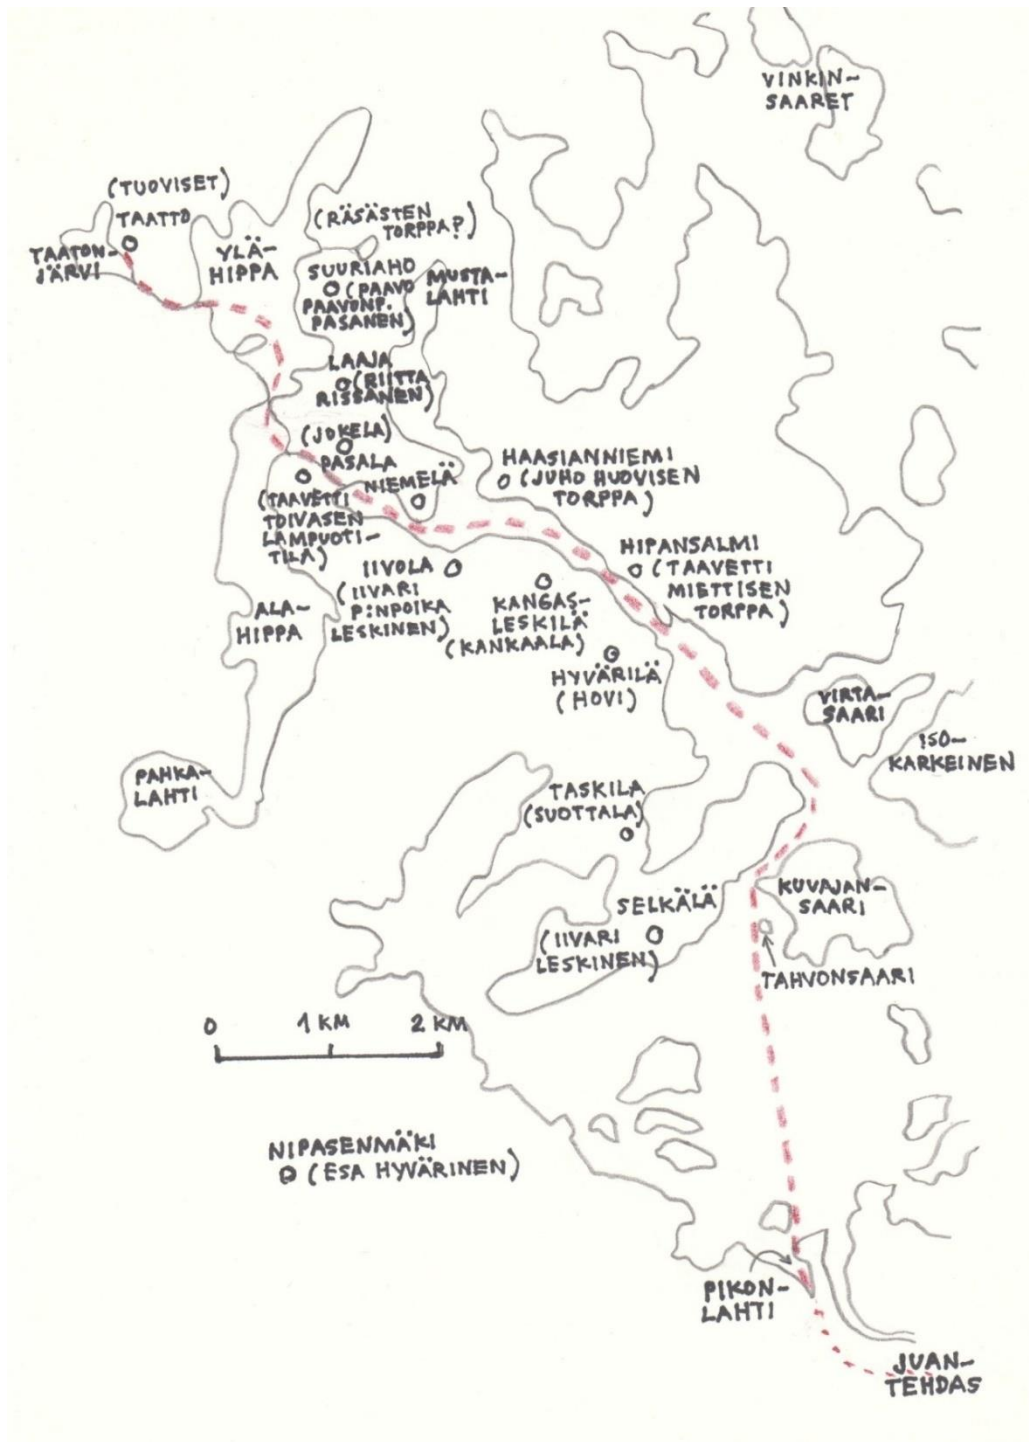 VINKIN-
SAARET
(TUOVISET)
TAATTO
TAATON-
JÄRVI
YLÄ-
HIPPA
(RÄSÄSTEN
TORPPA?)
SUURIAHO
(PAAVO
PAAVONP.
PASANEN)
MUSTA-
LAHTI
LAAJA
(RIITTA
RISSANEN)
(JOKELA)
PASALA
NIEMELÄ
(TAAVETTI
TOIVASEN
LAMPUOTI-
TILA)
HAASIANNIEMI
(JUHO HUOVISEN
TORPPA)
HIPANSALMI
(TAAVETTI
MIETTISEN
TORPPA)
IIVOLA
(IIVARI
P:NPOIKA
LESKINEN)
KANGAS-
LESKILÄ
(KANKAALA)
ALA-
HIPPA
HYVÄRILÄ
(HOVI)
VIRTA-
SAARI
ISO-
KARKEINEN
PAHKA-
LAHTI
TASKILA
(SUOTTALA)
KUVAJAN-
SAARI
SELKÄLÄ
(IIVARI
LESKINEN)
TAHVONSAARI
0 1 KM 2 KM
NIPASENMÄKI
(ESA HYVÄRINEN)
PIKON-
LAHTI
JUAN-
TEHDAS